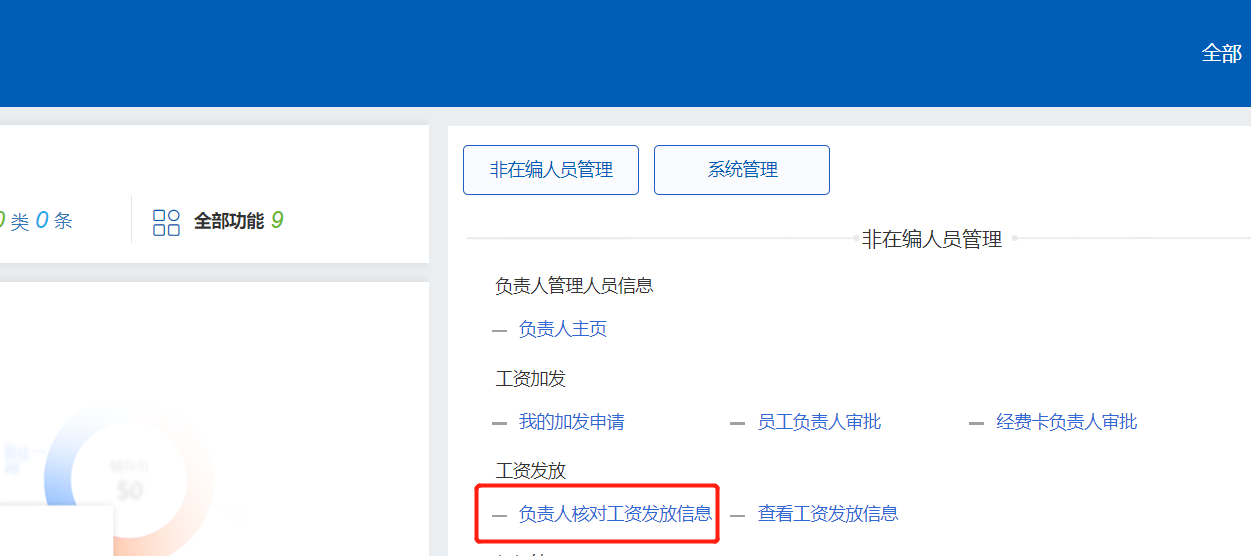 全部
非在编人员管理
系统管理
类 0 条
全部功能 9
非在编人员管理
负责人管理人员信息
— 负责人主页
工资加发
— 我的加发申请
— 员工负责人审批
— 经费卡负责人审批
工资发放
— 负责人核对工资发放信息
— 查看工资发放信息